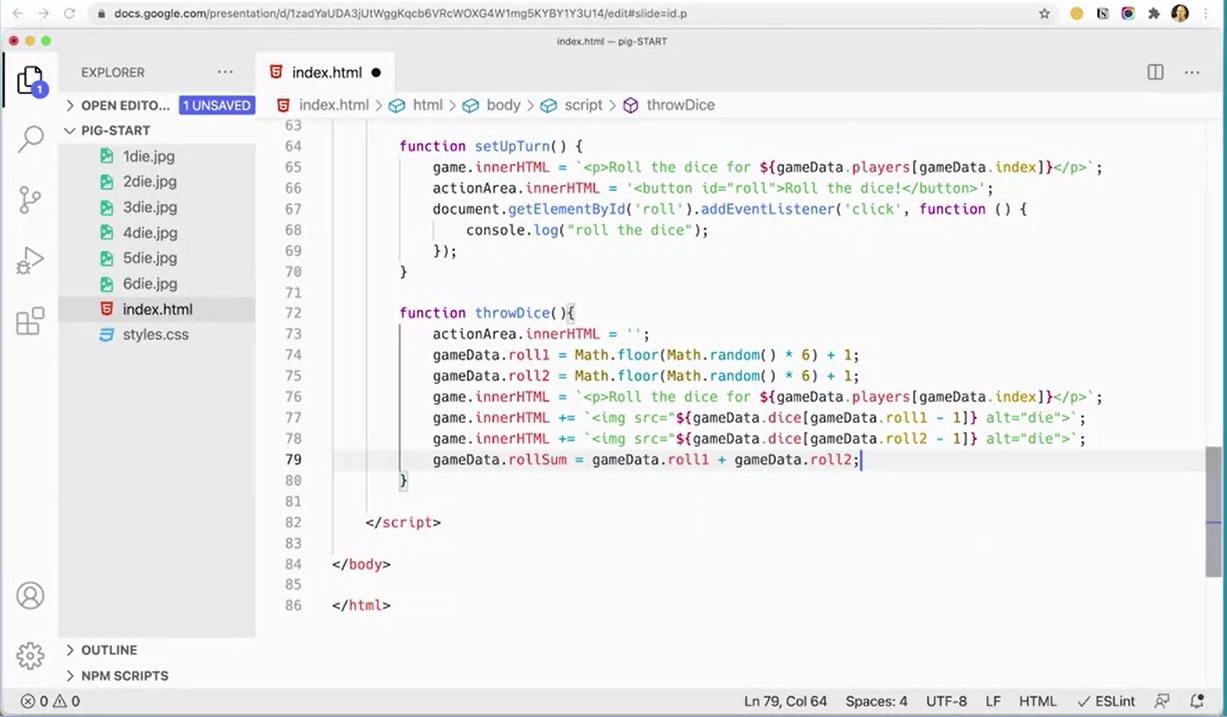 docs.google.com/presentation/d/1zadYaUDA3jUtWggKqcb6VRcWOXG4W1mg5KYBY1Y3U14/edit#slide=id.p
index.html — pig-START
1
EXPLORER
OPEN EDITO... 1 UNSAVED
PIG-START
1die.jpg
2die.jpg
3die.jpg
4die.jpg
5die.jpg
6die.jpg
index.html
styles.css
OUTLINE
NPM SCRIPTS
index.html
index.html > html > body > script > throwDice
63
64 function setUpTurn() {
65 game.innerHTML = `<p>Roll the dice for ${gameData.players[gameData.index]}</p>`;
66 actionArea.innerHTML = '<button id="roll">Roll the dice!</button>';
67 document.getElementById('roll').addEventListener('click', function () {
68 console.log("roll the dice");
69 });
70 }
71
72 function throwDice(){
73 actionArea.innerHTML = '';
74 gameData.roll1 = Math.floor(Math.random() * 6) + 1;
75 gameData.roll2 = Math.floor(Math.random() * 6) + 1;
76 game.innerHTML = `<p>Roll the dice for ${gameData.players[gameData.index]}</p>`;
77 game.innerHTML += `<img src="${gameData.dice[gameData.roll1 - 1]} alt="die">`;
78 game.innerHTML += `<img src="${gameData.dice[gameData.roll2 - 1]} alt="die">`;
79 gameData.rollSum = gameData.roll1 + gameData.roll2;
80 }
81
82 </script>
83
84 </body>
85
86 </html>
0 0
Ln 79, Col 64 Spaces: 4 UTF-8 LF HTML ESLint